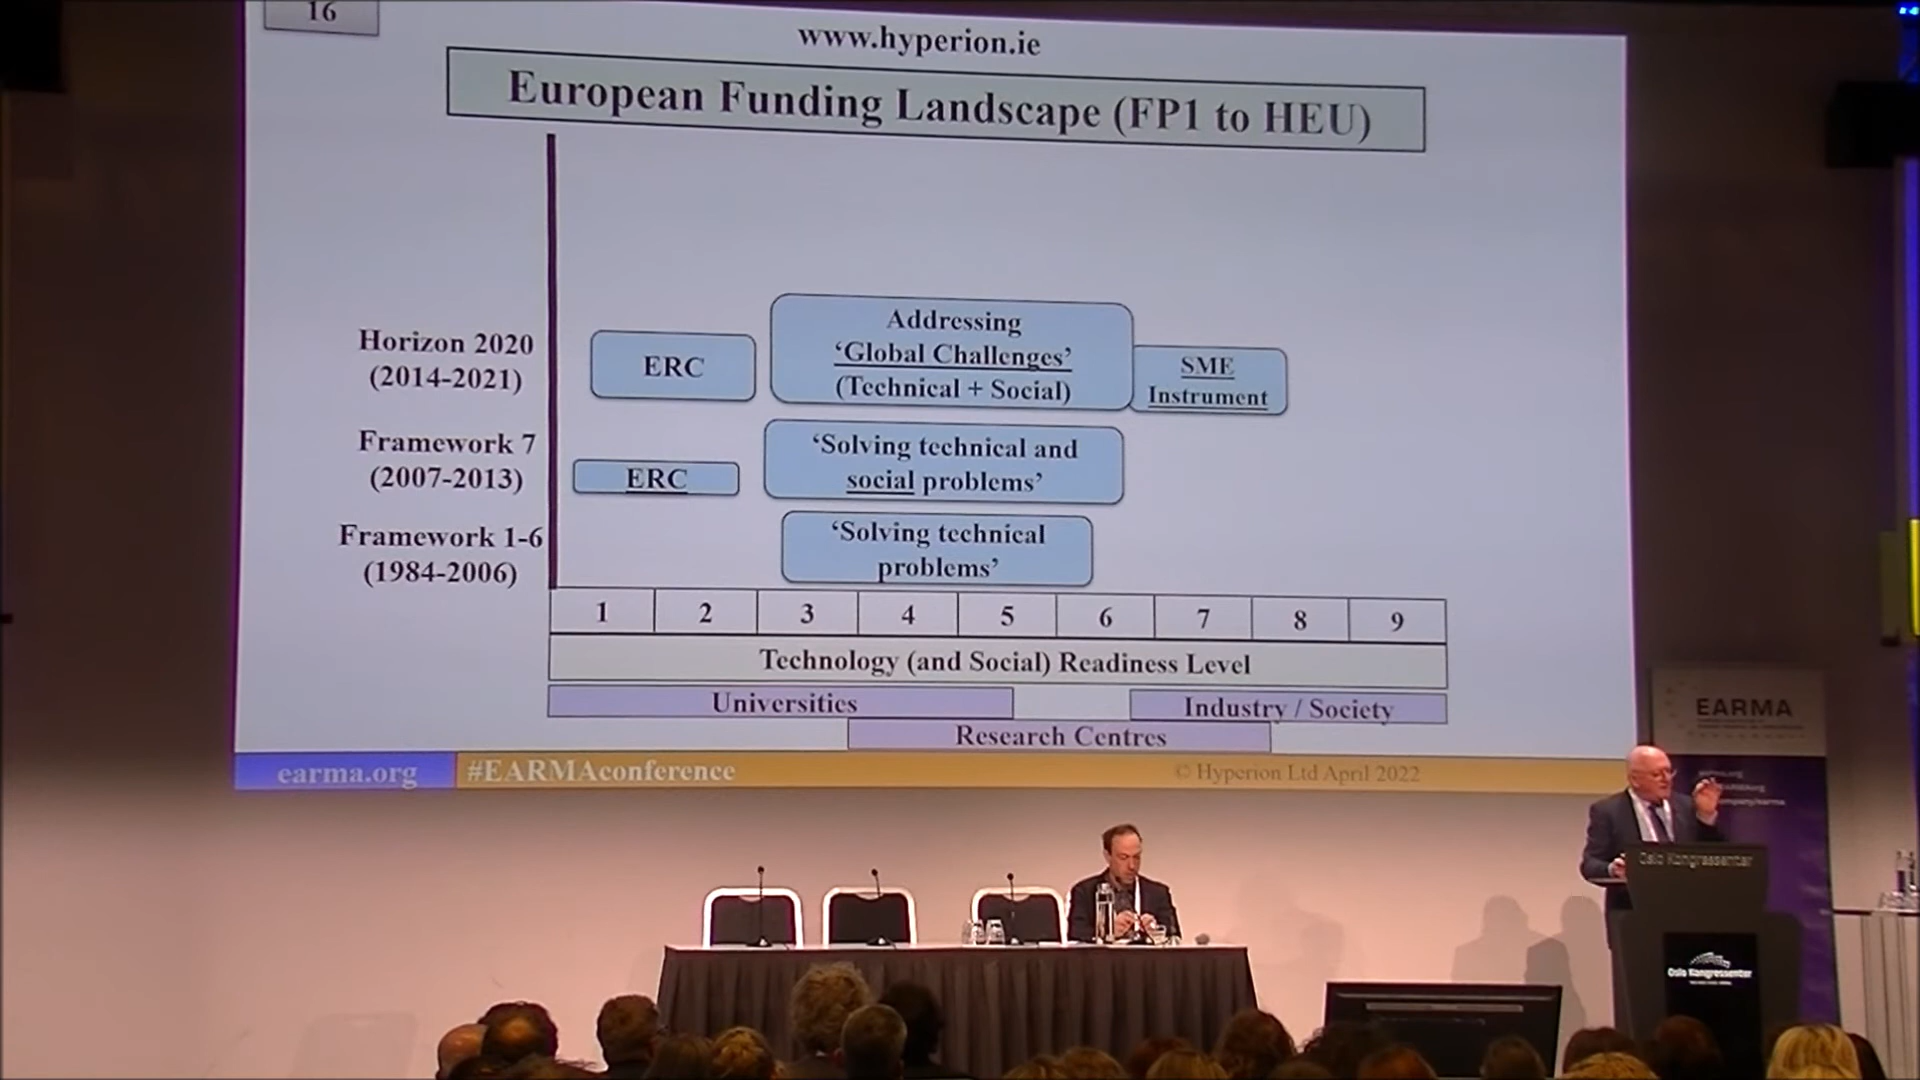 16
www.hyperion.ie
European Funding Landscape (FP1 to HEU)
Horizon 2020
(2014-2021)
ERC
Addressing
‘Global Challenges’
(Technical + Social)
SME
Instrument
Framework 7
(2007-2013)
ERC
‘Solving technical and
social problems’
Framework 1-6
(1984-2006)
‘Solving technical
problems’
1 2 3 4 5 6 7 8 9
Technology (and Social) Readiness Level
Universities
Industry / Society
Research Centres
earma.org
#EARMAconference
© Hyperion Ltd April 2022
EARMA
Oslo Kongressenter
Oslo Kongressenter